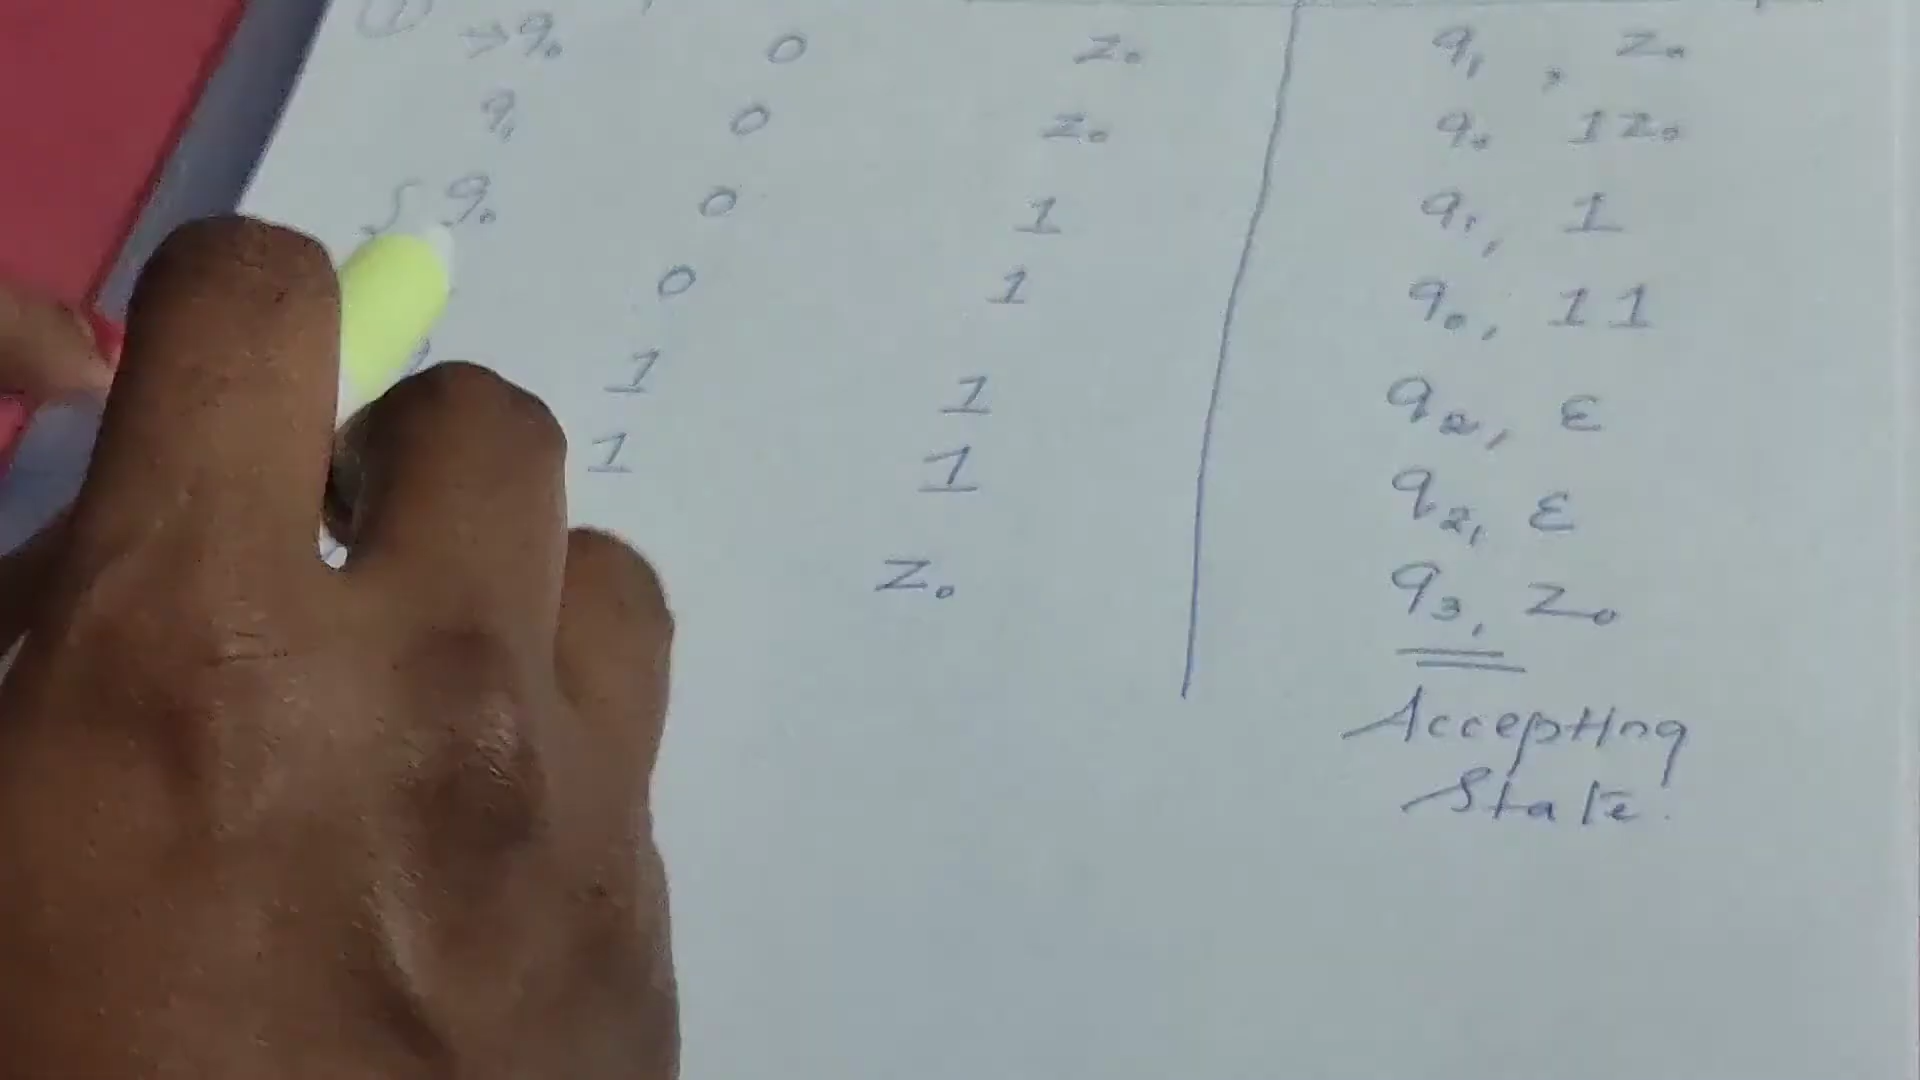 ① → q₀ 0 z₀ q₁, z₀
q₁ 0 z₀ q₀ 1z₀
q₀ 0 1 q₁, 1
0 1 q₀, 11
1 1 q₂, ε
1 1 q₂, ε
z₀ q₃, z₀
Accepting
State.